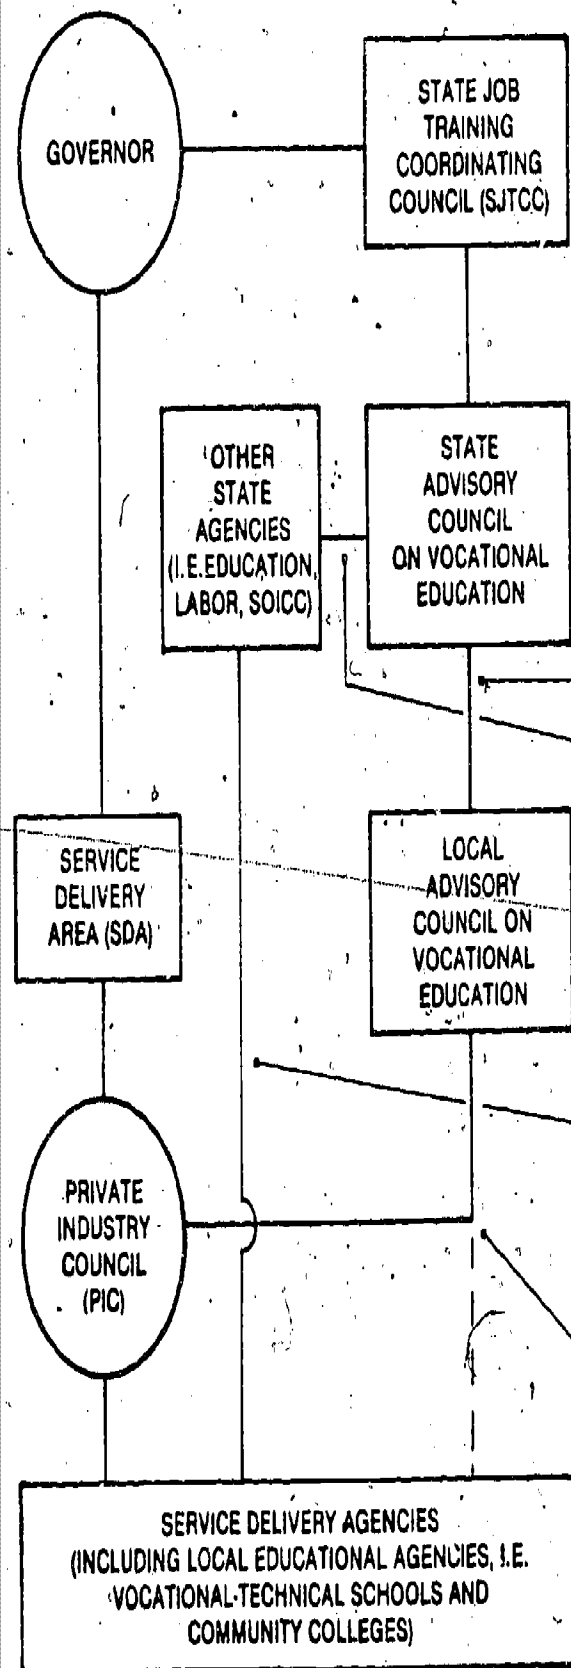 GOVERNOR
STATE JOB
TRAINING
COORDINATING
COUNCIL (SJTCC)
OTHER
STATE
AGENCIES
(I.E. EDUCATION,
LABOR, SOICC)
STATE
ADVISORY
COUNCIL
ON VOCATIONAL
EDUCATION
SERVICE
DELIVERY
AREA (SDA)
LOCAL
ADVISORY
COUNCIL ON
VOCATIONAL
EDUCATION
PRIVATE
INDUSTRY
COUNCIL
(PIC)
SERVICE DELIVERY AGENCIES
(INCLUDING LOCAL EDUCATIONAL AGENCIES, I.E.
VOCATIONAL-TECHNICAL SCHOOLS AND
COMMUNITY COLLEGES)